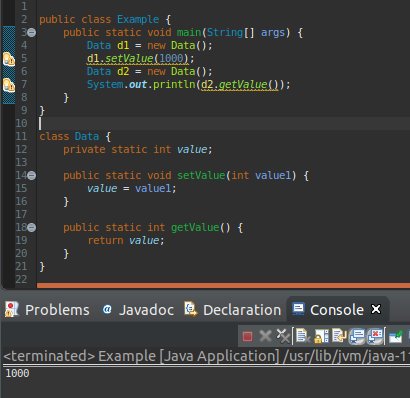 1
2 public class Example {
3 public static void main(String[] args) {
4 Data d1 = new Data();
5 d1.setValue(1000);
6 Data d2 = new Data();
7 System.out.println(d2.getValue());
8 }
9 }
10
11 class Data {
12 private static int value;
13
14 public static void setValue(int value1) {
15 value = value1;
16 }
17
18 public static int getValue() {
19 return value;
20 }
21 }
22
Problems Javadoc Declaration Console
<terminated> Example [Java Application] /usr/lib/jvm/java-11
1000